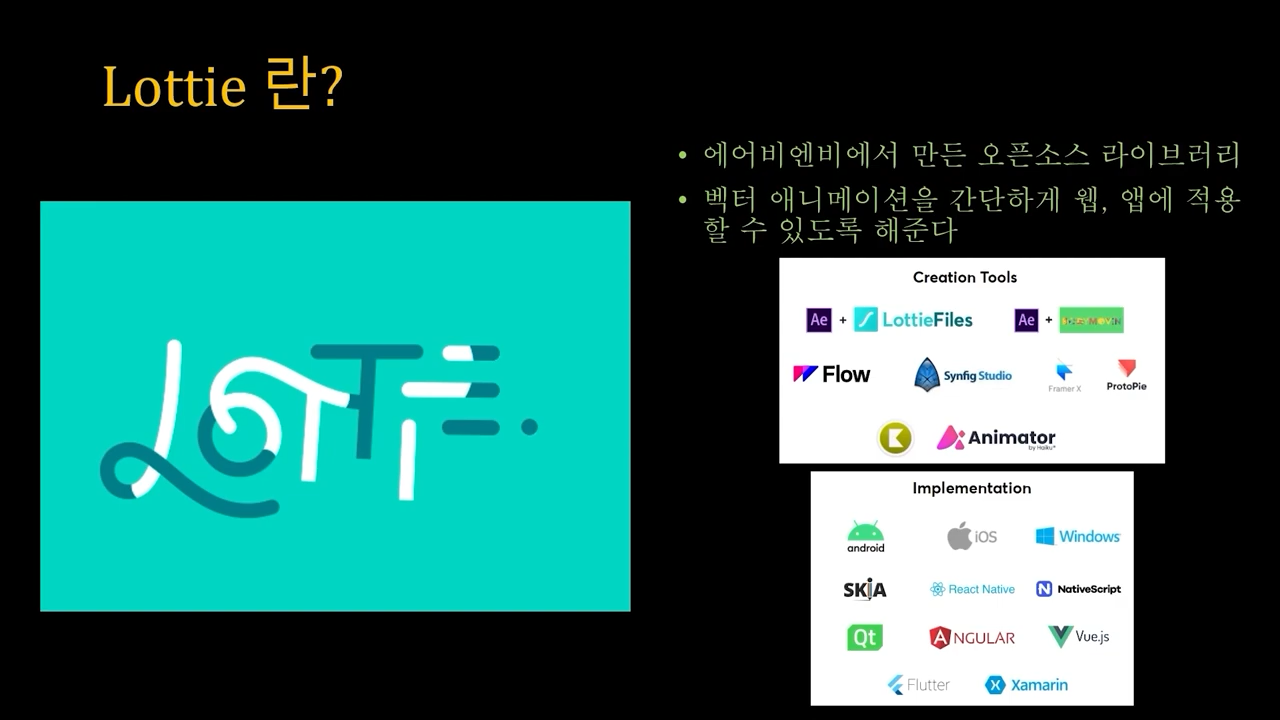 Lottie 란?
• 에어비엔비에서 만든 오픈소스 라이브러리
• 벡터 애니메이션을 간단하게 웹, 앱에 적용
할 수 있도록 해준다
LOTTIE.
Creation Tools
Ae + LottieFiles Ae +
Flow Synfig Studio Framer X ProtoPie
K Animator
by Haiku
Implementation
android iOS Windows
SKiA React Native N NativeScript
Qt ANGULAR Vue.js
Flutter Xamarin